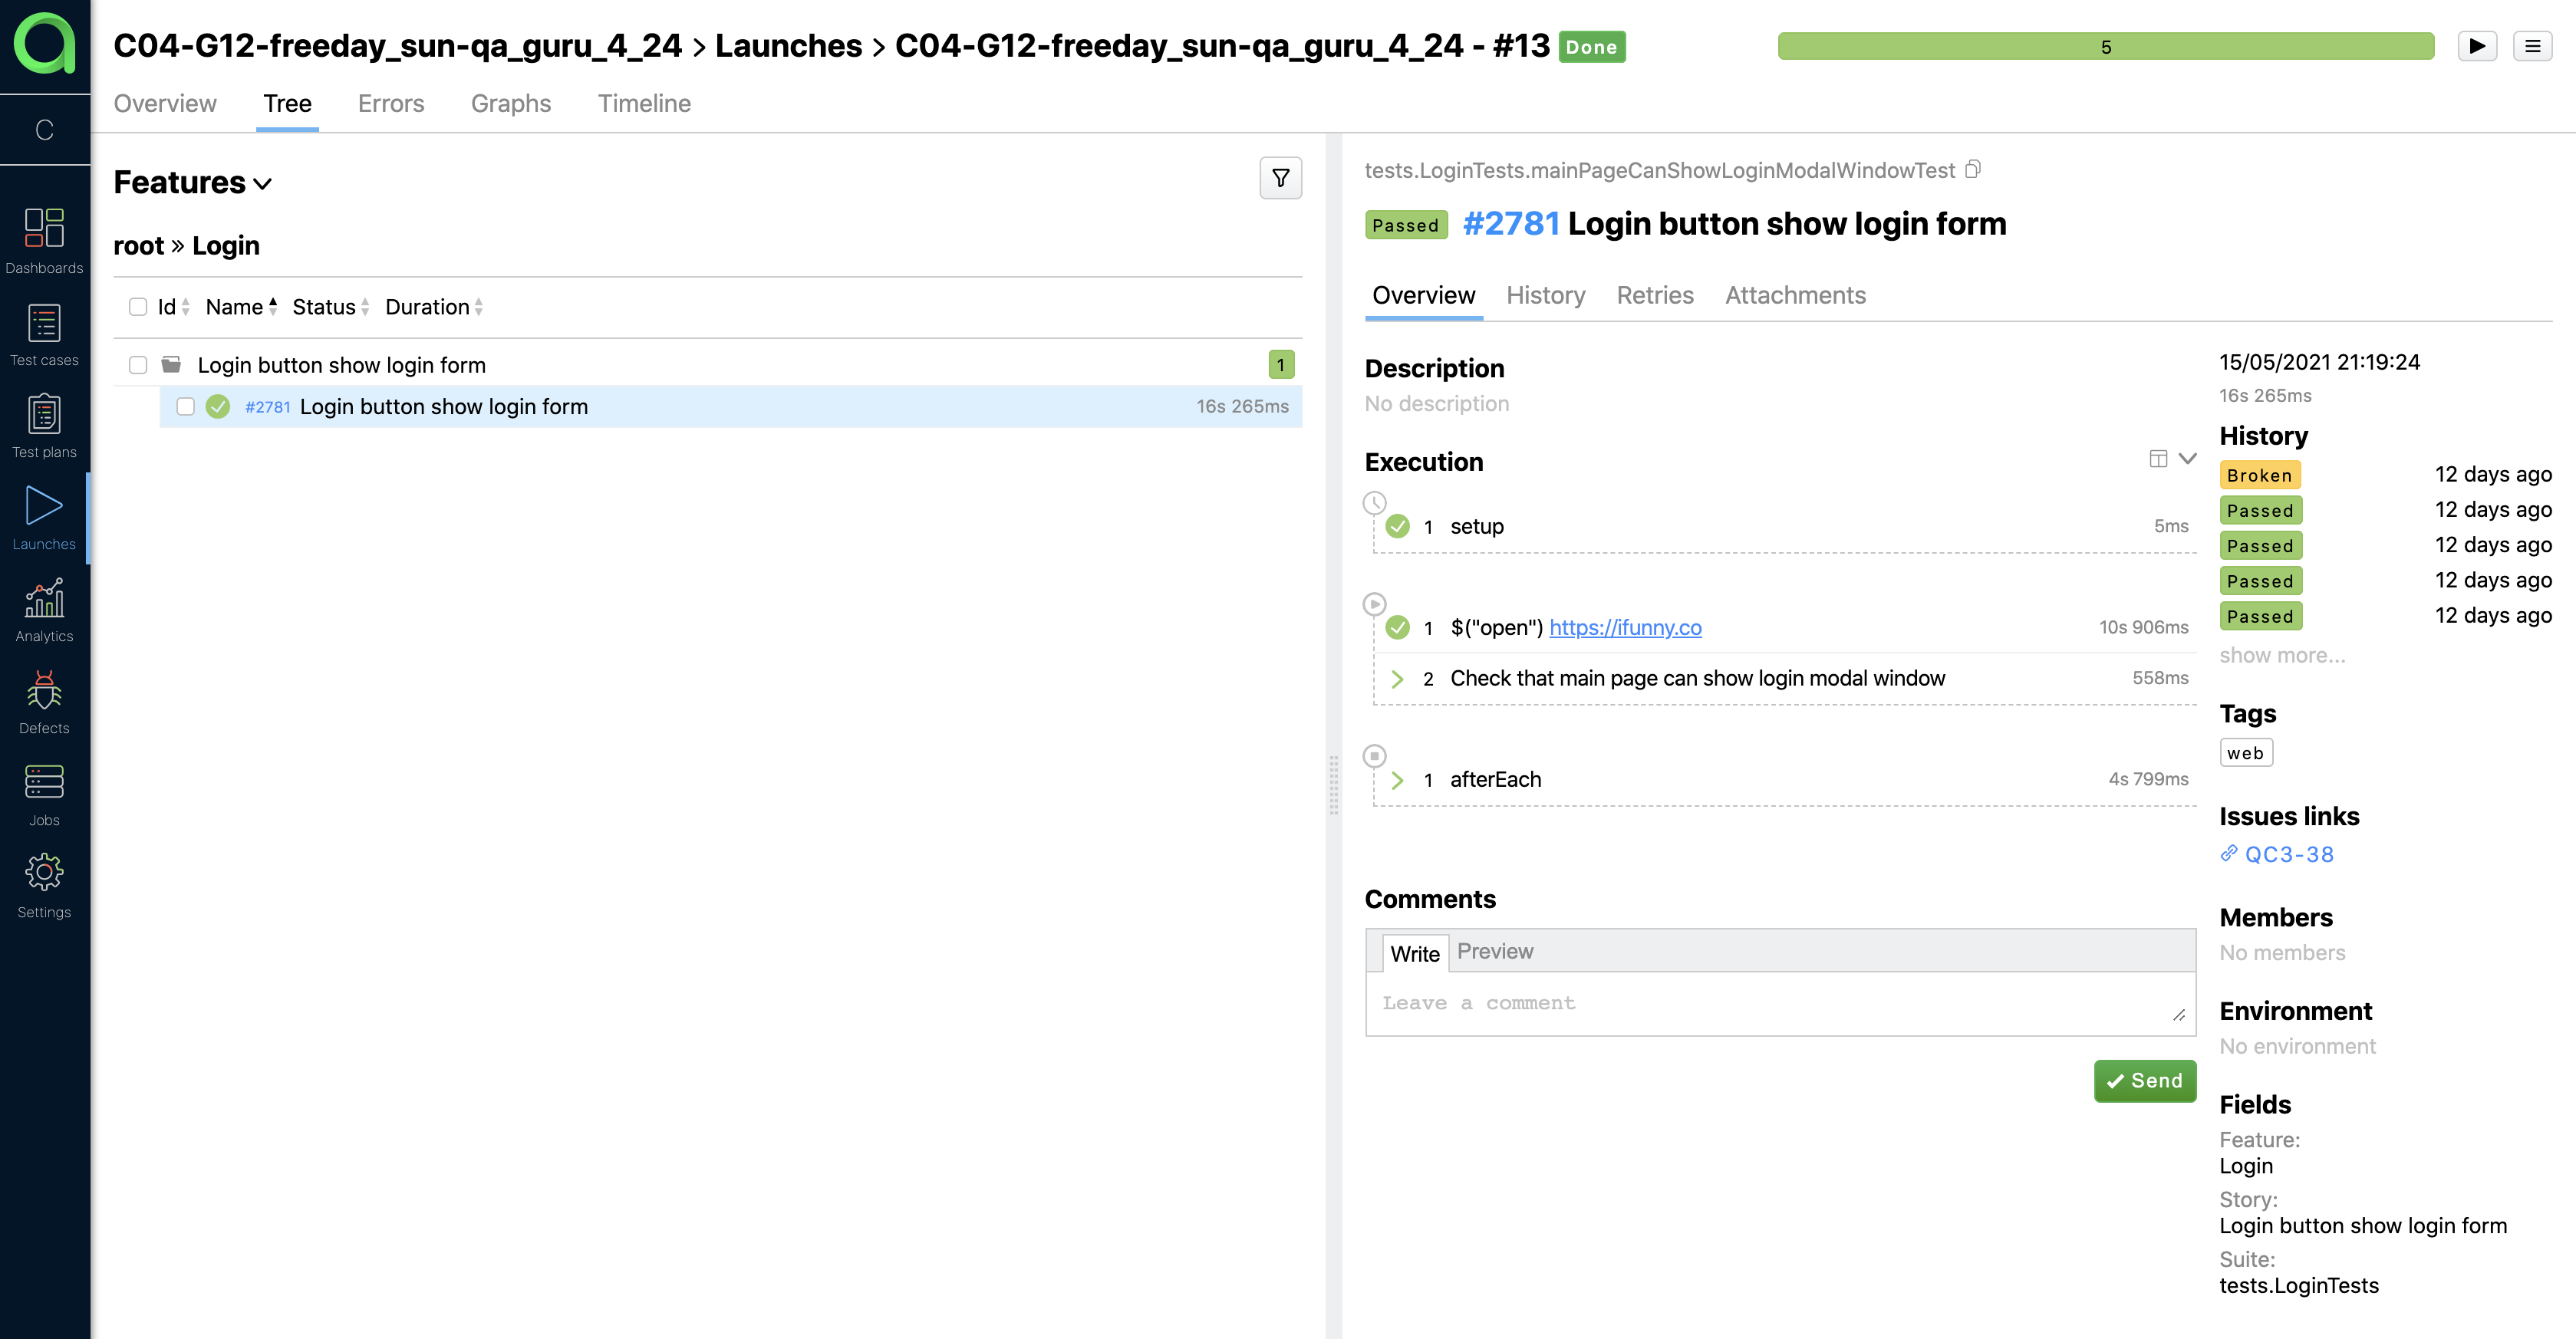 C04-G12-freeday_sun-qa_guru_4_24 > Launches > C04-G12-freeday_sun-qa_guru_4_24 - #13 Done
5
Overview Tree Errors Graphs Timeline
C
Dashboards
Test cases
Test plans
Launches
Analytics
Defects
Jobs
Settings
Features
root » Login
Id Name Status Duration
Login button show login form 1
#2781 Login button show login form 16s 265ms
tests.LoginTests.mainPageCanShowLoginModalWindowTest
Passed #2781 Login button show login form
Overview History Retries Attachments
Description
No description
Execution
1 setup 5ms
1 $("open") https://ifunny.co 10s 906ms
2 Check that main page can show login modal window 558ms
1 afterEach 4s 799ms
Comments
Write Preview
Leave a comment
Send
15/05/2021 21:19:24
16s 265ms
History
Broken 12 days ago
Passed 12 days ago
Passed 12 days ago
Passed 12 days ago
Passed 12 days ago
show more...
Tags
web
Issues links
QC3-38
Members
No members
Environment
No environment
Fields
Feature:
Login
Story:
Login button show login form
Suite:
tests.LoginTests